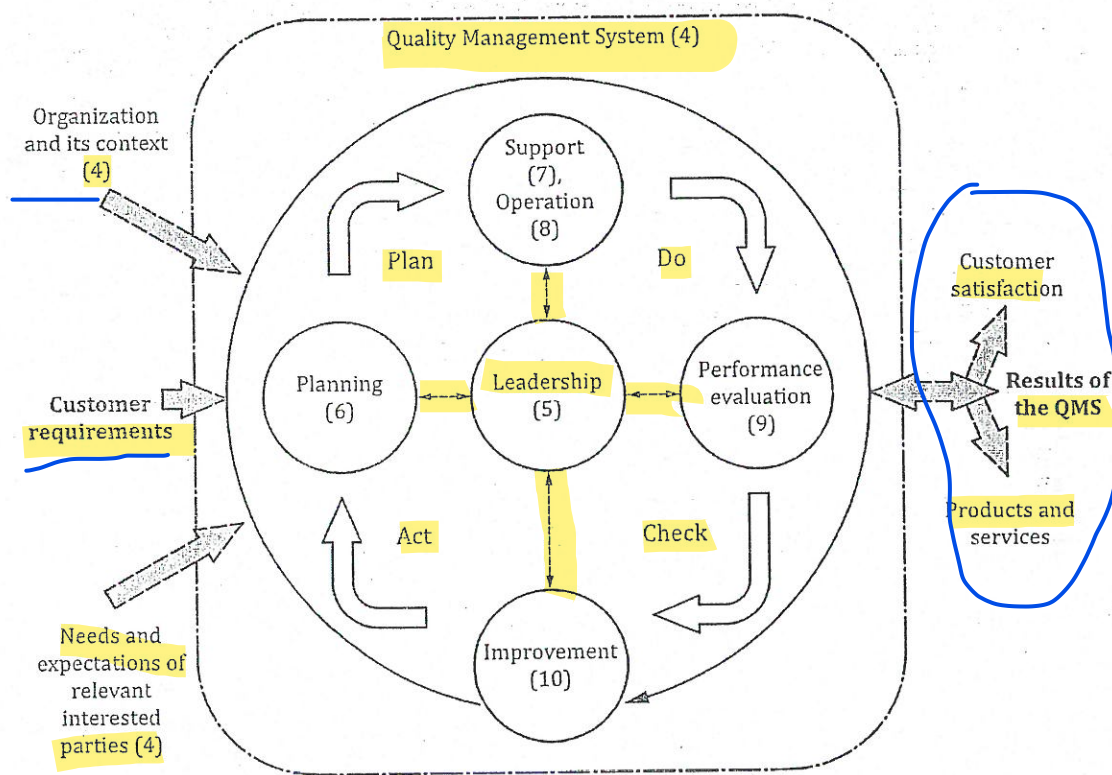 Quality Management System (4)
Organization
and its context
(4)
Support
(7),
Operation
(8)
Plan
Do
Customer
satisfaction
Planning
(6)
Leadership
(5)
Performance
evaluation
(9)
Customer
requirements
Results of
the QMS
Act
Check
Products and
services
Needs and
expectations of
relevant
interested
parties (4)
Improvement
(10)